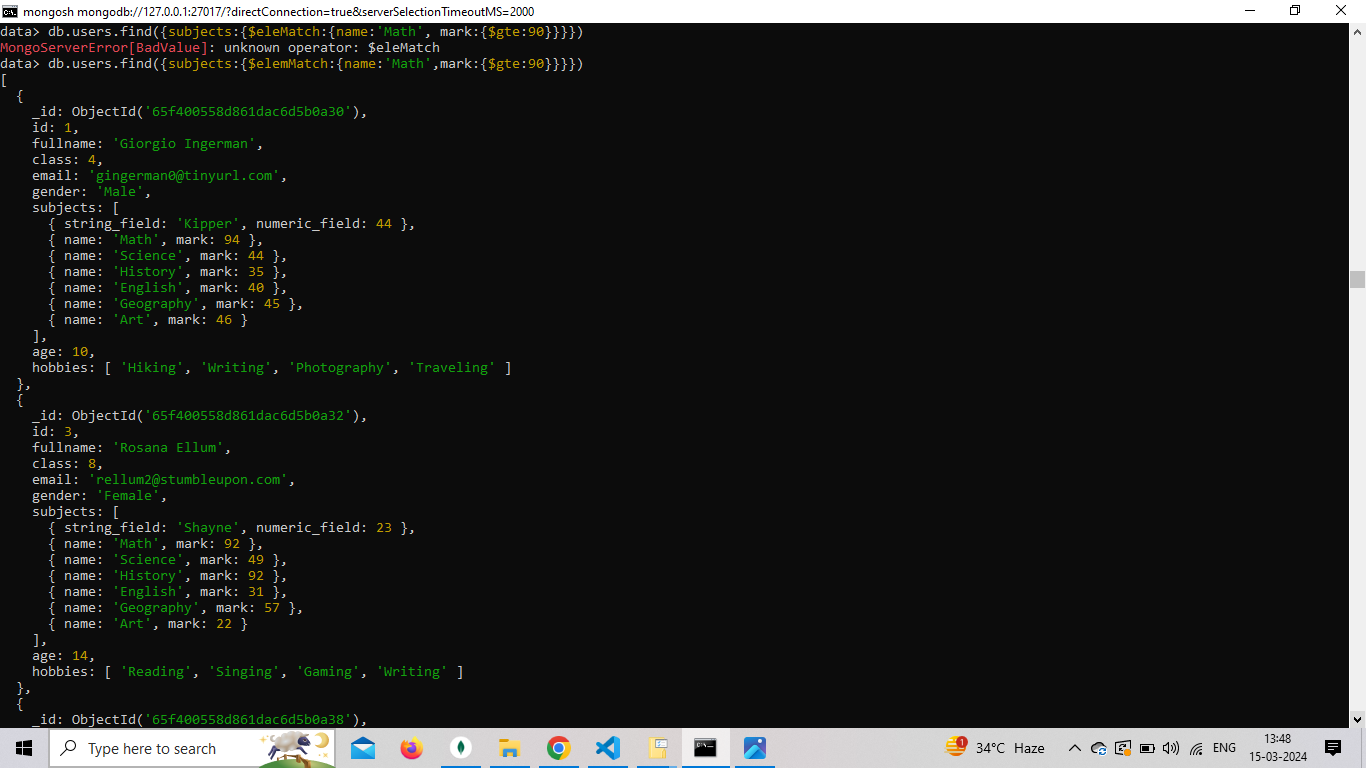 mongosh mongodb://127.0.0.1:27017/?directConnection=true&serverSelectionTimeoutMS=2000
data> db.users.find({subjects:{$eleMatch:{name:'Math', mark:{$gte:90}}}})
MongoServerError[BadValue]: unknown operator: $eleMatch
data> db.users.find({subjects:{$elemMatch:{name:'Math',mark:{$gte:90}}}})
[
  {
    _id: ObjectId('65f400558d861dac6d5b0a30'),
    id: 1,
    fullname: 'Giorgio Ingerman',
    class: 4,
    email: 'gingerman0@tinyurl.com',
    gender: 'Male',
    subjects: [
      { string_field: 'Kipper', numeric_field: 44 },
      { name: 'Math', mark: 94 },
      { name: 'Science', mark: 44 },
      { name: 'History', mark: 35 },
      { name: 'English', mark: 40 },
      { name: 'Geography', mark: 45 },
      { name: 'Art', mark: 46 }
    ],
    age: 10,
    hobbies: [ 'Hiking', 'Writing', 'Photography', 'Traveling' ]
  },
  {
    _id: ObjectId('65f400558d861dac6d5b0a32'),
    id: 3,
    fullname: 'Rosana Ellum',
    class: 8,
    email: 'rellum2@stumbleupon.com',
    gender: 'Female',
    subjects: [
      { string_field: 'Shayne', numeric_field: 23 },
      { name: 'Math', mark: 92 },
      { name: 'Science', mark: 49 },
      { name: 'History', mark: 92 },
      { name: 'English', mark: 31 },
      { name: 'Geography', mark: 57 },
      { name: 'Art', mark: 22 }
    ],
    age: 14,
    hobbies: [ 'Reading', 'Singing', 'Gaming', 'Writing' ]
  },
  {
    _id: ObjectId('65f400558d861dac6d5b0a38'),
Type here to search
1
34°C Haze
ENG
13:48
15-03-2024